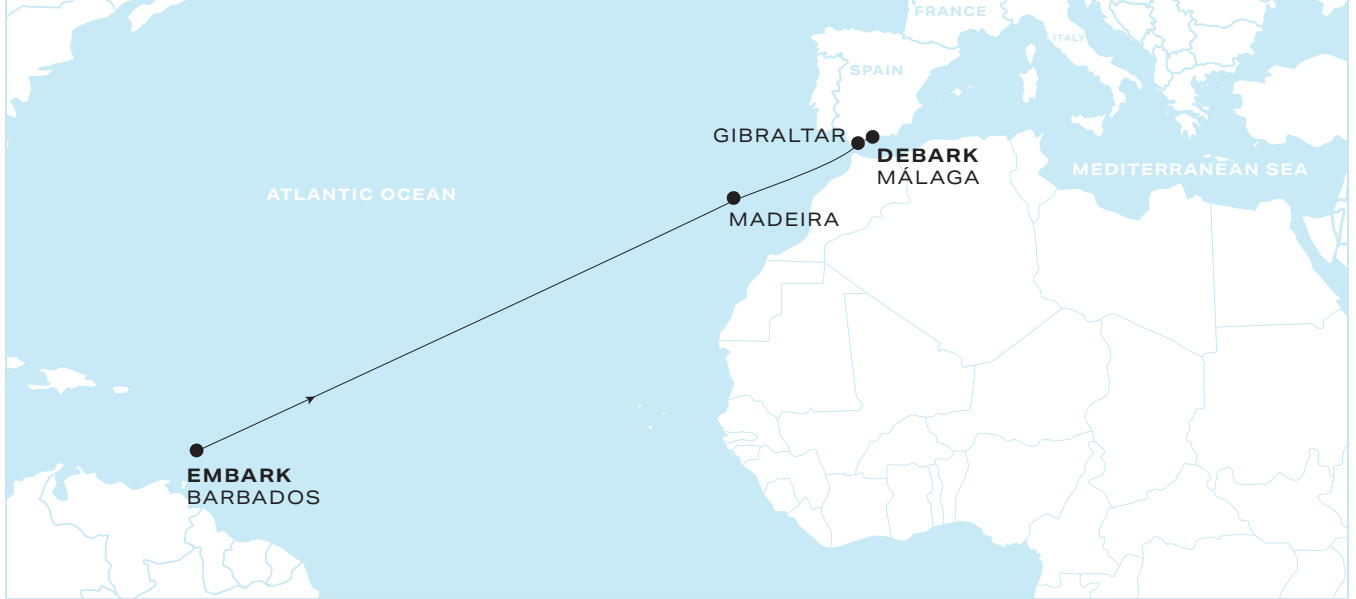 FRANCE
ITALY
SPAIN
GIBRALTAR
DEBARK
MÁLAGA
MEDITERRANEAN SEA
ATLANTIC OCEAN
MADEIRA
EMBARK
BARBADOS